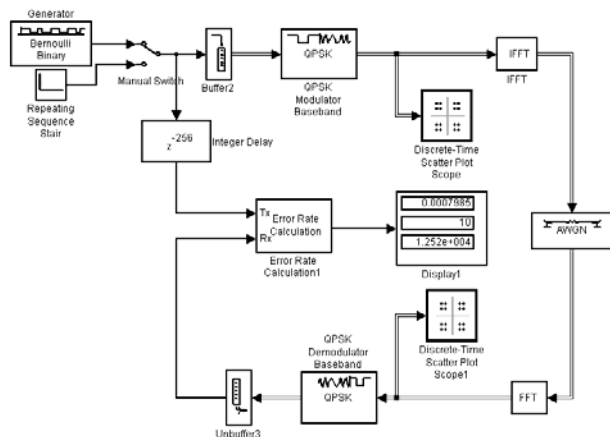 Generator
Bernoulli
Binary
Manual Switch
Repeating
Sequence
Stair
Buffer2
QPSK
QPSK
Modulator
Baseband
IFFT
IFFT
Discrete-Time
Scatter Plot
Scope
-256
z
Integer Delay
Tx
Rx
Error Rate
Calculation
Error Rate
Calculation1
0.0007985
10
1.252e+004
Display1
AWGN
Discrete-Time
Scatter Plot
Scope1
QPSK
Demodulator
Baseband
QPSK
Unbuffer3
FFT